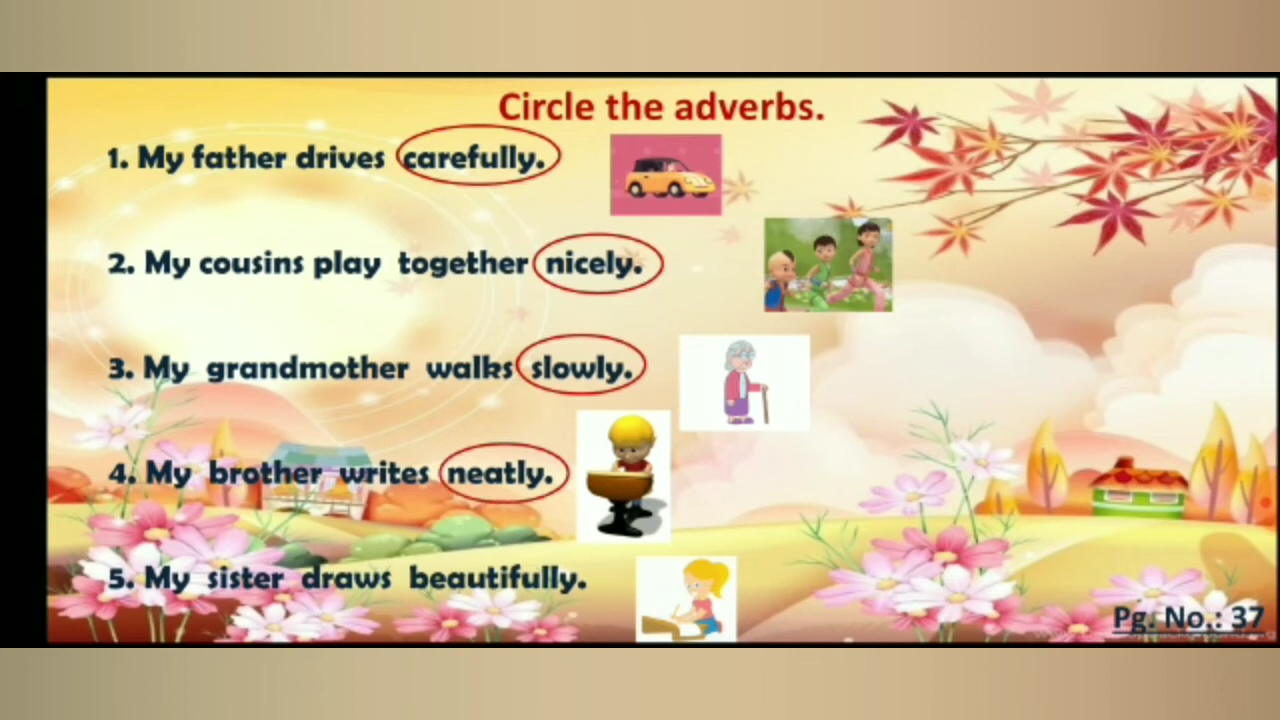 Circle the adverbs.
1. My father drives carefully.
2. My cousins play together nicely.
3. My grandmother walks slowly.
4. My brother writes neatly.
5. My sister draws beautifully.
Pg. No.: 37